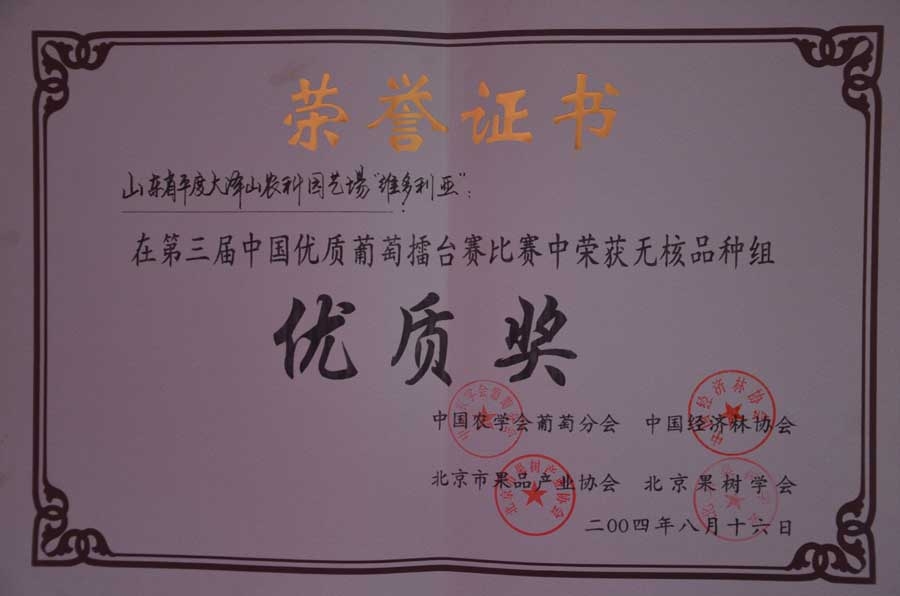 荣誉证书
山东省平度大泽山农科园艺場"维多利亚":
在第三届中国优质葡萄擂台赛比赛中荣获无核品种组
优质奖
中国农学会葡萄分会 中国经济林协会
北京市果品产业协会 北京果树学会
二〇〇四年八月十六日